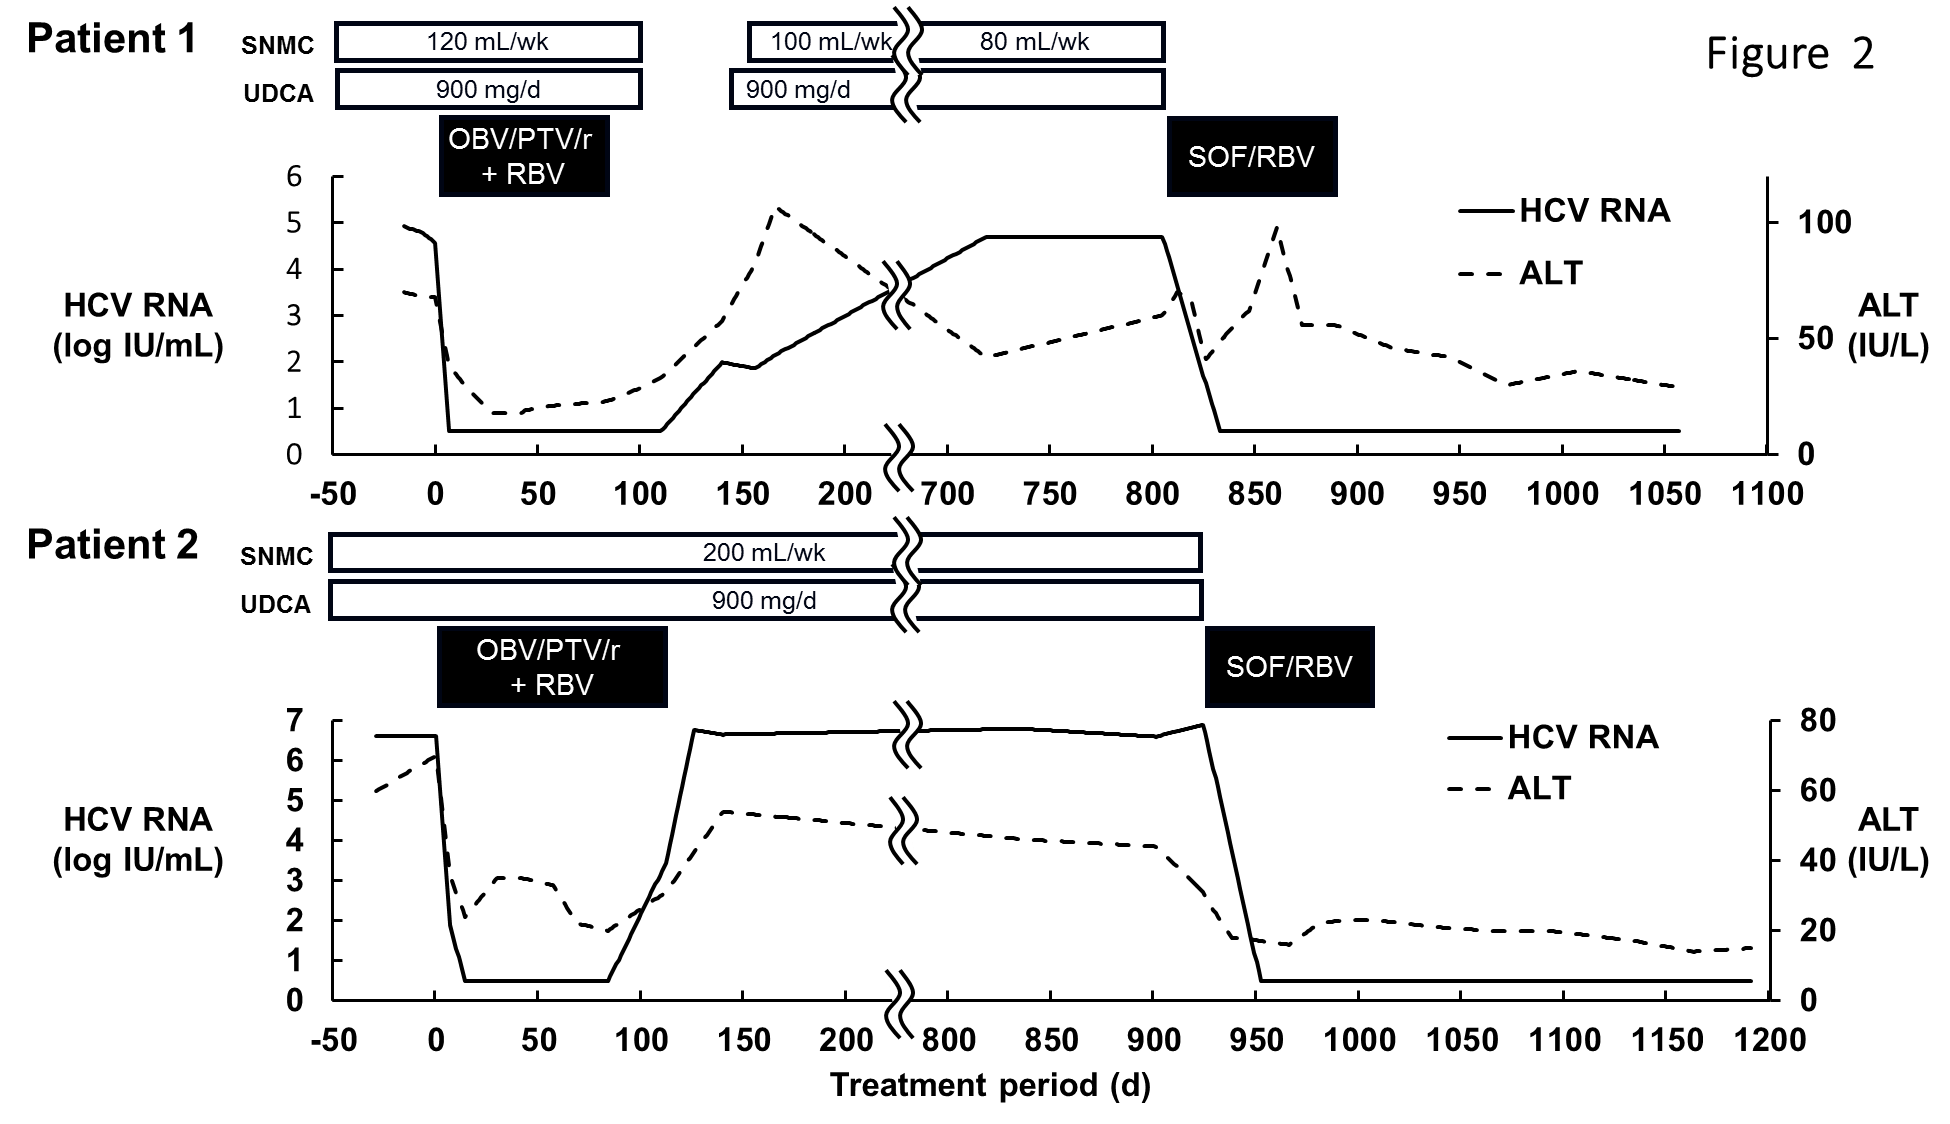 Patient 1
SNMC
120 mL/wk
100 mL/wk
80 mL/wk
Figure 2
UDCA
900 mg/d
900 mg/d
OBV/PTV/r
+ RBV
SOF/RBV
6
5
4
3
2
1
0
HCV RNA
(log IU/mL)
HCV RNA
ALT
100
50
0
ALT
(IU/L)
-50 0 50 100 150 200 700 750 800 850 900 950 1000 1050 1100
Patient 2
SNMC
200 mL/wk
UDCA
900 mg/d
OBV/PTV/r
+ RBV
SOF/RBV
7
6
5
4
3
2
1
0
HCV RNA
(log IU/mL)
HCV RNA
ALT
80
60
40
20
0
ALT
(IU/L)
-50 0 50 100 150 200 800 850 900 950 1000 1050 1100 1150 1200
Treatment period (d)